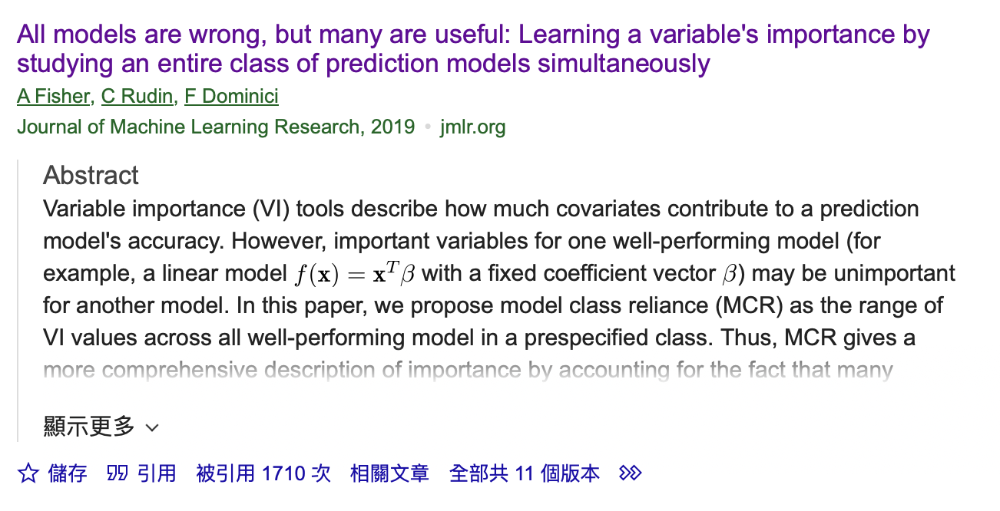 All models are wrong, but many are useful: Learning a variable's importance by
studying an entire class of prediction models simultaneously
A Fisher, C Rudin, F Dominici
Journal of Machine Learning Research, 2019 • jmlr.org
Abstract
Variable importance (VI) tools describe how much covariates contribute to a prediction
model's accuracy. However, important variables for one well-performing model (for
example, a linear model f(x) = x^T β with a fixed coefficient vector β) may be unimportant
for another model. In this paper, we propose model class reliance (MCR) as the range of
VI values across all well-performing model in a prespecified class. Thus, MCR gives a
more comprehensive description of importance by accounting for the fact that many
顯示更多
儲存 引用 被引用 1710 次 相關文章 全部共 11 個版本